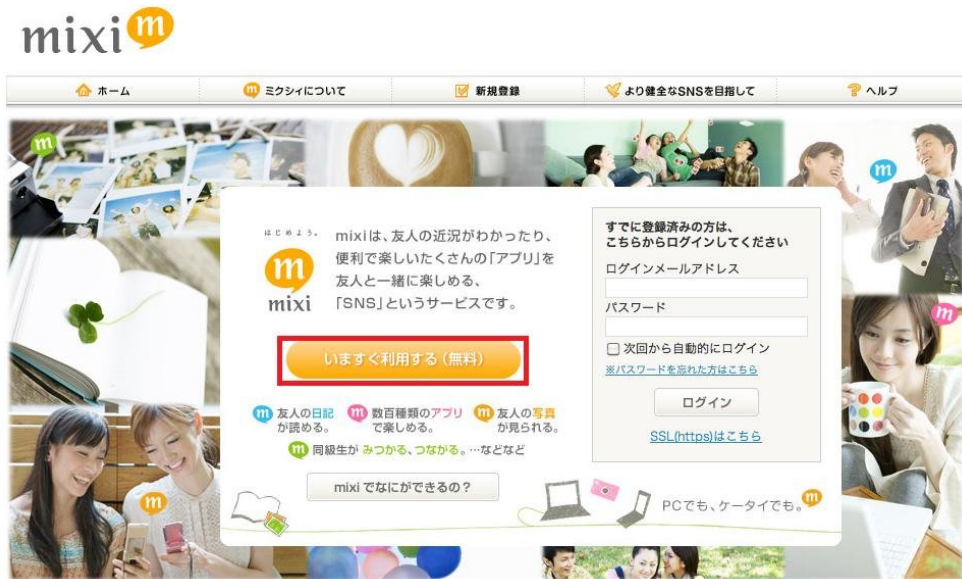 mixi m
ホーム
m ミクシィについて
新規登録
より健全なSNSを目指して
ヘルプ
m
m
m
m
はじめよう。
m
mixi
mixiは、友人の近況がわかったり、
便利で楽しいたくさんの「アプリ」を
友人と一緒に楽しめる、
「SNS」というサービスです。
いますぐ利用する（無料）
m 友人の日記
が読める。
m 数百種類のアプリ
で楽しめる。
m 友人の写真
が見られる。
m 同級生が みつかる、つながる。…などなど
mixi でなにができるの？
すでに登録済みの方は、
こちらからログインしてください
ログインメールアドレス
パスワード
次回から自動的にログイン
※パスワードを忘れた方はこちら
ログイン
SSL(https)はこちら
PCでも、ケータイでも。m